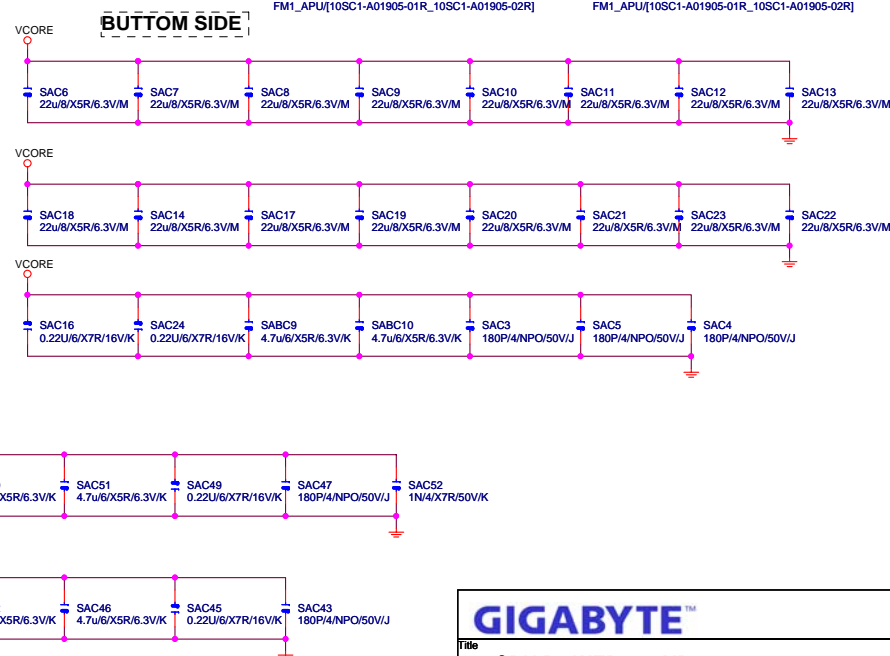 FM1_APU/[10SC1-A01905-01R_10SC1-A01905-02R] FM1_APU/[10SC1-A01905-01R_10SC1-A01905-02R]
BUTTOM SIDE
VCORE
SAC6 SAC7 SAC8 SAC9 SAC10 SAC11 SAC12 SAC13
22u/8/X5R/6.3V/M 22u/8/X5R/6.3V/M 22u/8/X5R/6.3V/M 22u/8/X5R/6.3V/M 22u/8/X5R/6.3V/M 22u/8/X5R/6.3V/M 22u/8/X5R/6.3V/M 22u/8/X5R/6.3V/M
VCORE
SAC18 SAC14 SAC17 SAC19 SAC20 SAC21 SAC23 SAC22
22u/8/X5R/6.3V/M 22u/8/X5R/6.3V/M 22u/8/X5R/6.3V/M 22u/8/X5R/6.3V/M 22u/8/X5R/6.3V/M 22u/8/X5R/6.3V/M 22u/8/X5R/6.3V/M 22u/8/X5R/6.3V/M
VCORE
SAC16 SAC24 SABC9 SABC10 SAC3 SAC5 SAC4
0.22U/6/X7R/16V/K 0.22U/6/X7R/16V/K 4.7u/6/X5R/6.3V/K 4.7u/6/X5R/6.3V/K 180P/4/NPO/50V/J 180P/4/NPO/50V/J 180P/4/NPO/50V/J
SAC51 SAC49 SAC47 SAC52
X5R/6.3V/K 4.7u/6/X5R/6.3V/K 0.22U/6/X7R/16V/K 180P/4/NPO/50V/J 1N/4/X7R/50V/K
SAC46 SAC45 SAC43
X5R/6.3V/K 4.7u/6/X5R/6.3V/K 0.22U/6/X7R/16V/K 180P/4/NPO/50V/J
GIGABYTE™
Title